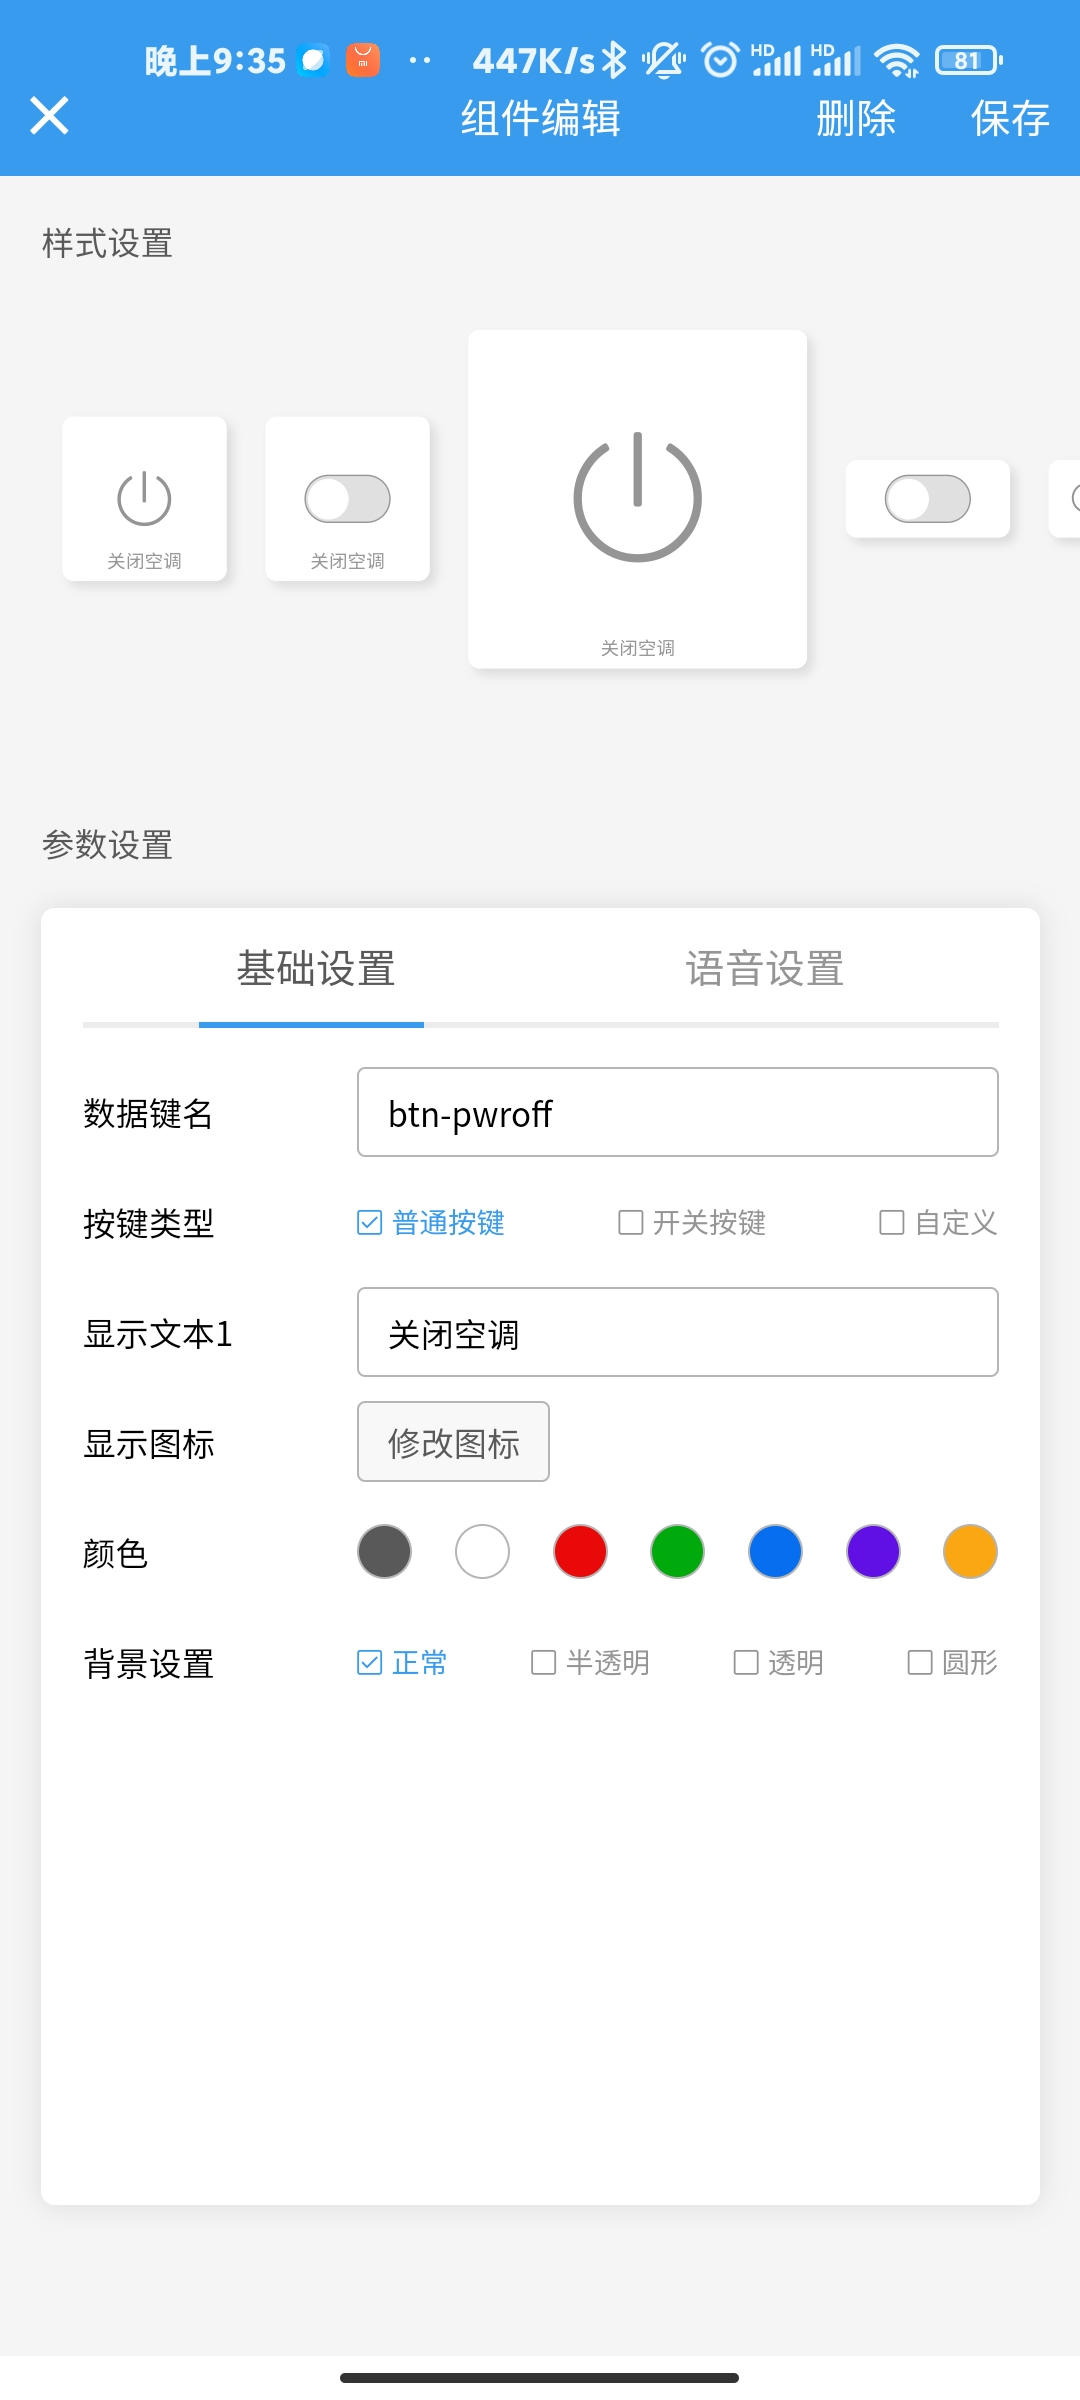 晚上9:35
447K/s
HD
HD
81
组件编辑
删除
保存
样式设置
关闭空调
关闭空调
关闭空调
参数设置
基础设置
语音设置
数据键名
btn-pwroff
按键类型
普通按键
开关按键
自定义
显示文本1
关闭空调
显示图标
修改图标
颜色
背景设置
正常
半透明
透明
圆形